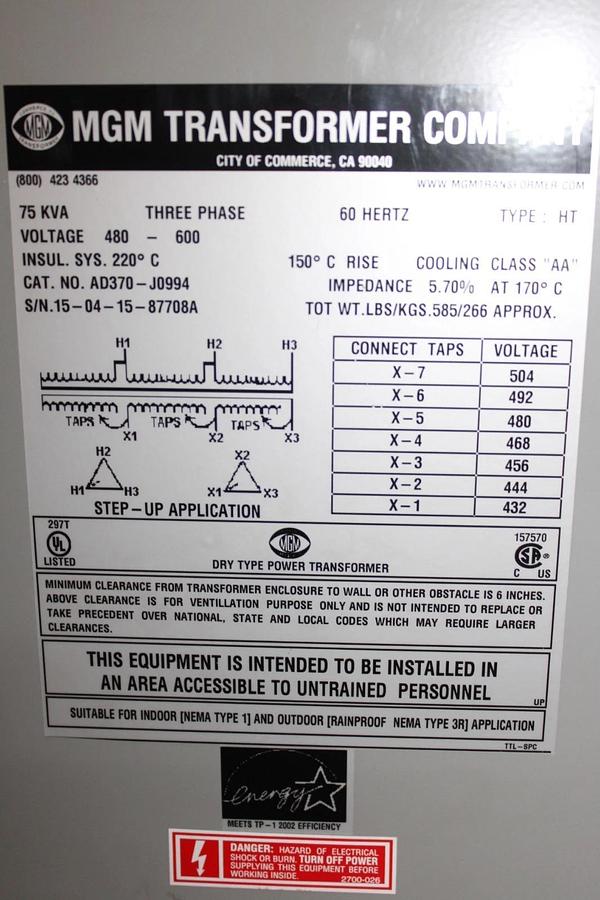 MGM TRANSFORMER COMPANY
CITY OF COMMERCE, CA 90040
(800) 423 4366
WWW.MGMTRANSFORMER.COM
75 KVA THREE PHASE 60 HERTZ TYPE: HT
VOLTAGE 480 – 600
INSUL. SYS. 220° C 150° C RISE COOLING CLASS "AA"
CAT. NO. AD370–J0994 IMPEDANCE 5.70% AT 170° C
S/N.15–04–15–87708A TOT WT.LBS/KGS.585/266 APPROX.
H1 H2 H3
TAPS TAPS TAPS
X1 X2 X3
H2 X2
H1 H3 X1 X3
STEP–UP APPLICATION
CONNECT TAPS VOLTAGE
X–7 504
X–6 492
X–5 480
X–4 468
X–3 456
X–2 444
X–1 432
297T
UL
LISTED
MGM
DRY TYPE POWER TRANSFORMER
157570
SA®
C US
MINIMUM CLEARANCE FROM TRANSFORMER ENCLOSURE TO WALL OR OTHER OBSTACLE IS 6 INCHES.
ABOVE CLEARANCE IS FOR VENTILATION PURPOSE ONLY AND IS NOT INTENDED TO REPLACE OR
TAKE PRECEDENT OVER NATIONAL, STATE AND LOCAL CODES WHICH MAY REQUIRE LARGER
CLEARANCES.
THIS EQUIPMENT IS INTENDED TO BE INSTALLED IN
AN AREA ACCESSIBLE TO UNTRAINED PERSONNEL
UP
SUITABLE FOR INDOOR [NEMA TYPE 1] AND OUTDOOR [RAINPROOF NEMA TYPE 3R] APPLICATION
TTL–SPC
energy
MEETS TP–1 2002 EFFICIENCY
DANGER: HAZARD OF ELECTRICAL
SHOCK OR BURN. TURN OFF POWER
SUPPLYING THIS EQUIPMENT BEFORE
WORKING INSIDE. 2700-026